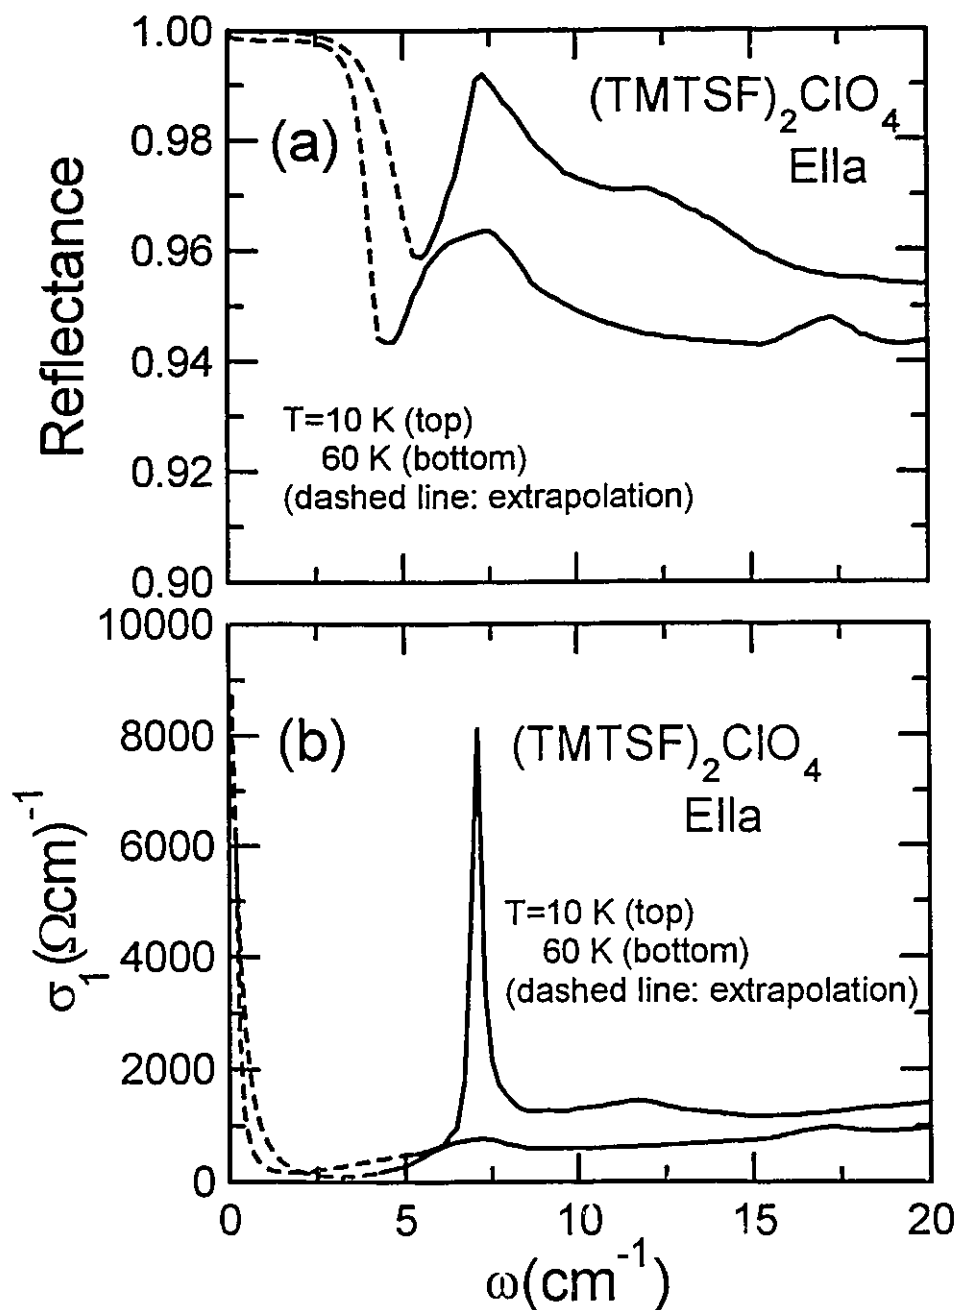 1.00
0.98
0.96
0.94
0.92
0.90
Reflectance
(a)
(TMTSF)₂ClO₄
Ella
T=10 K (top)
60 K (bottom)
(dashed line: extrapolation)
10000
8000
6000
4000
2000
0
σ₁(Ωcm)⁻¹
(b)
(TMTSF)₂ClO₄
Ella
T=10 K (top)
60 K (bottom)
(dashed line: extrapolation)
0 5 10 15 20
ω(cm⁻¹)